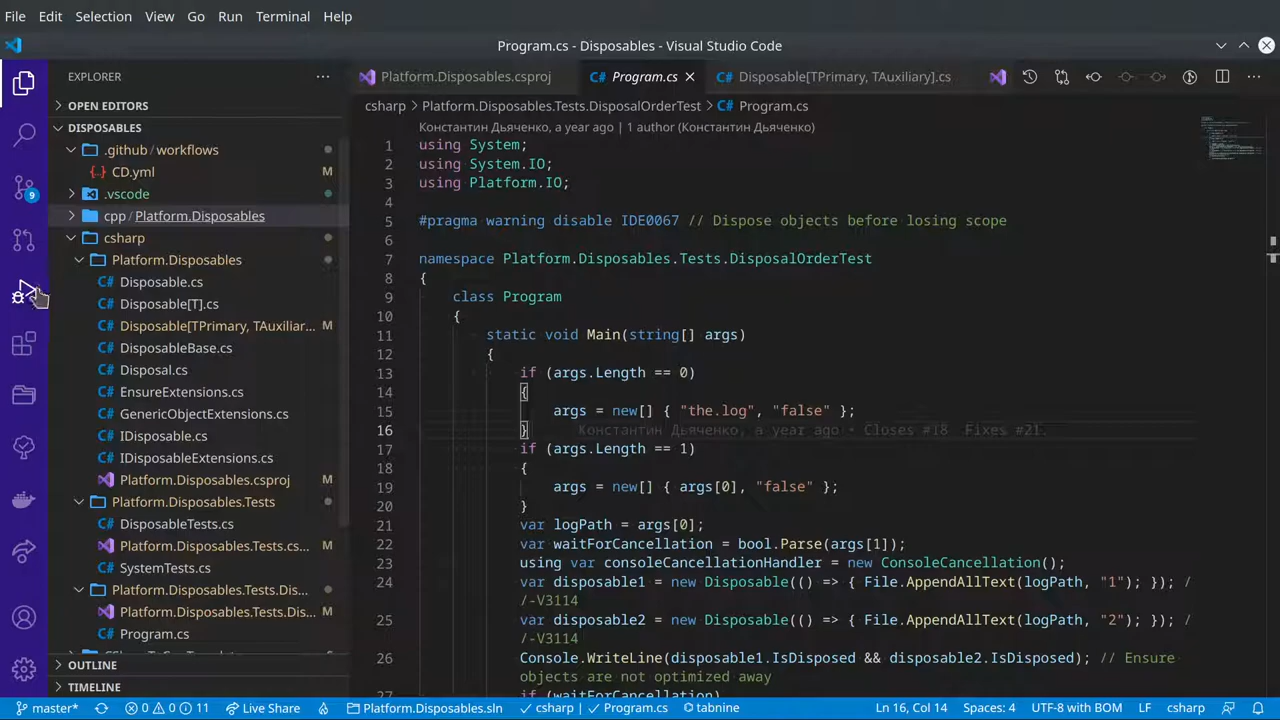 File Edit Selection View Go Run Terminal Help
Program.cs - Disposables - Visual Studio Code
EXPLORER
OPEN EDITORS
DISPOSABLES
.github / workflows
CD.yml M
.vscode
cpp / Platform.Disposables
csharp
Platform.Disposables
C# Disposable.cs
C# Disposable[T].cs
C# Disposable[TPrimary, TAuxiliar... M
C# DisposableBase.cs
C# Disposal.cs
C# EnsureExtensions.cs
C# GenericObjectExtensions.cs
C# IDisposable.cs
C# IDisposableExtensions.cs
Platform.Disposables.csproj M
Platform.Disposables.Tests
C# DisposableTests.cs
Platform.Disposables.Tests.cs... M
C# SystemTests.cs
Platform.Disposables.Tests.Dis...
Platform.Disposables.Tests.Dis... M
C# Program.cs
OUTLINE
TIMELINE
9
Platform.Disposables.csproj C# Program.cs C# Disposable[TPrimary, TAuxiliary].cs
csharp > Platform.Disposables.Tests.DisposalOrderTest > C# Program.cs
Константин Дьяченко, a year ago | 1 author (Константин Дьяченко)
1 using System;
2 using System.IO;
3 using Platform.IO;
4
5 #pragma warning disable IDE0067 // Dispose objects before losing scope
6
7 namespace Platform.Disposables.Tests.DisposalOrderTest
8 {
9 class Program
10 {
11 static void Main(string[] args)
12 {
13 if (args.Length == 0)
14 {
15 args = new[] { "the.log", "false" };
16 } Константин Дьяченко, a year ago • Closes #18 Fixes #21.
17 if (args.Length == 1)
18 {
19 args = new[] { args[0], "false" };
20 }
21 var logPath = args[0];
22 var waitForCancellation = bool.Parse(args[1]);
23 using var consoleCancellationHandler = new ConsoleCancellation();
24 var disposable1 = new Disposable(() => { File.AppendAllText(logPath, "1"); }); /
/-V3114
25 var disposable2 = new Disposable(() => { File.AppendAllText(logPath, "2"); }); /
/-V3114
26 Console.WriteLine(disposable1.IsDisposed && disposable2.IsDisposed); // Ensure
objects are not optimized away
27 if (waitForCancellation)
master* 0 0 11 Live Share Platform.Disposables.sln csharp | Program.cs tabnine Ln 16, Col 14 Spaces: 4 UTF-8 with BOM LF csharp